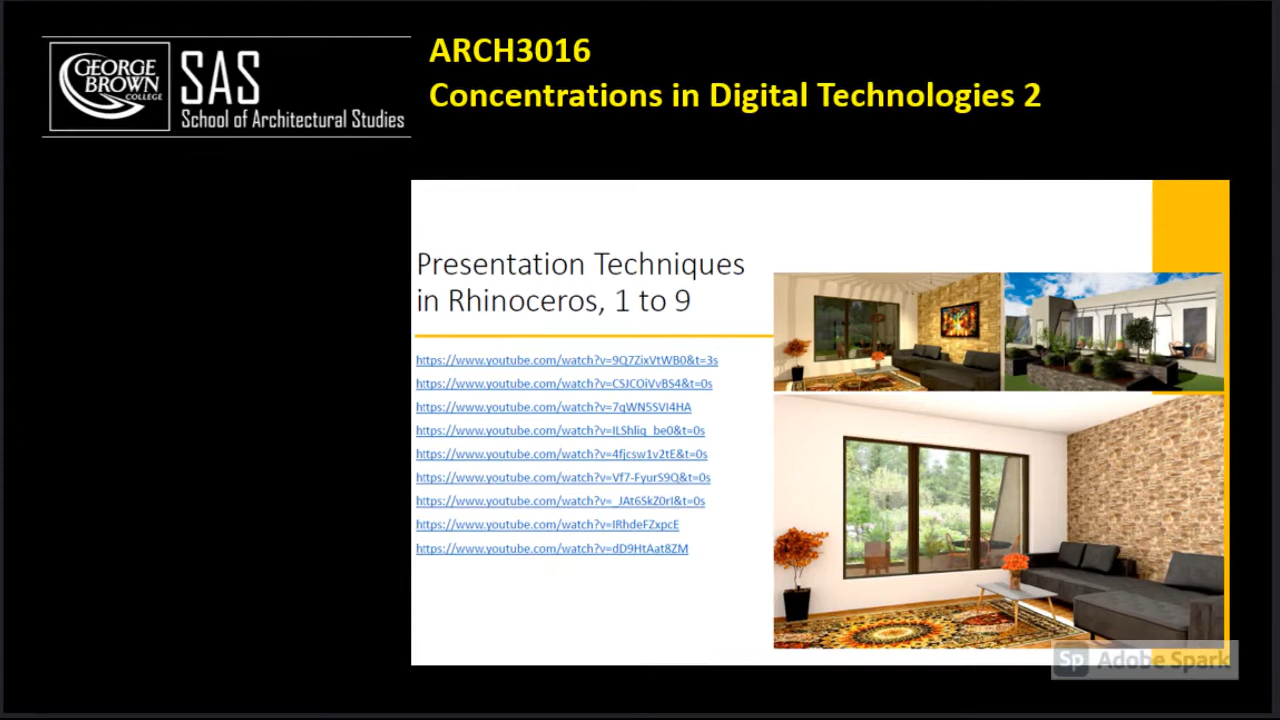 GEORGE
BROWN
COLLEGE
SAS
School of Architectural Studies
ARCH3016
Concentrations in Digital Technologies 2
Presentation Techniques
in Rhinoceros, 1 to 9
https://www.youtube.com/watch?v=9Q7ZixVtWB0&t=3s
https://www.youtube.com/watch?v=CSJCOiVvBS4&t=0s
https://www.youtube.com/watch?v=7qWN5SVI4HA
https://www.youtube.com/watch?v=ILShliq_be0&t=0s
https://www.youtube.com/watch?v=4fjcsw1v2tE&t=0s
https://www.youtube.com/watch?v=Vf7-FyurS9Q&t=0s
https://www.youtube.com/watch?v=_JAt6SkZ0rI&t=0s
https://www.youtube.com/watch?v=IRhdeFZxpcE
https://www.youtube.com/watch?v=dD9HtAat8ZM
Sp Adobe Spark